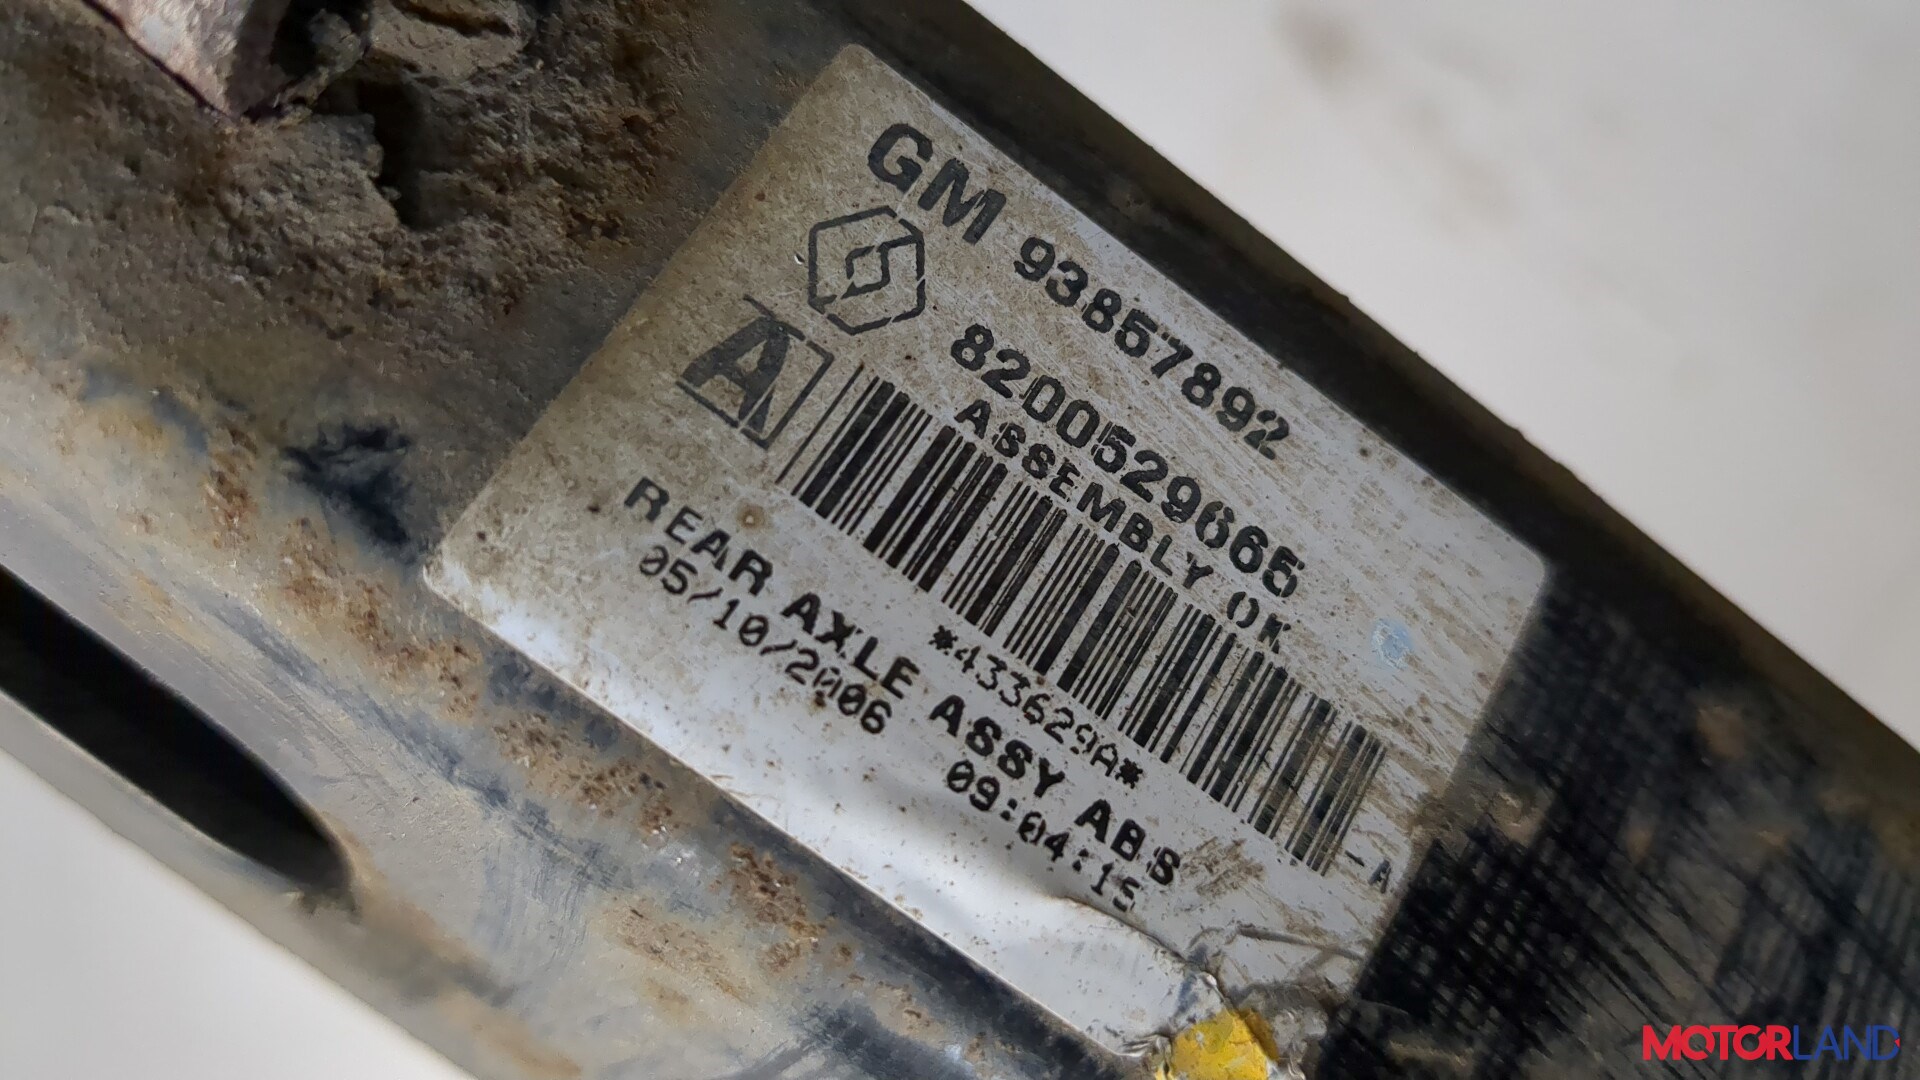 GM 93857892
8200529665
ASSEMBLY OK
A
*433629A*
-A
REAR AXLE ASSY ABS
05/10/2006 09:04:15
MOTORLAND